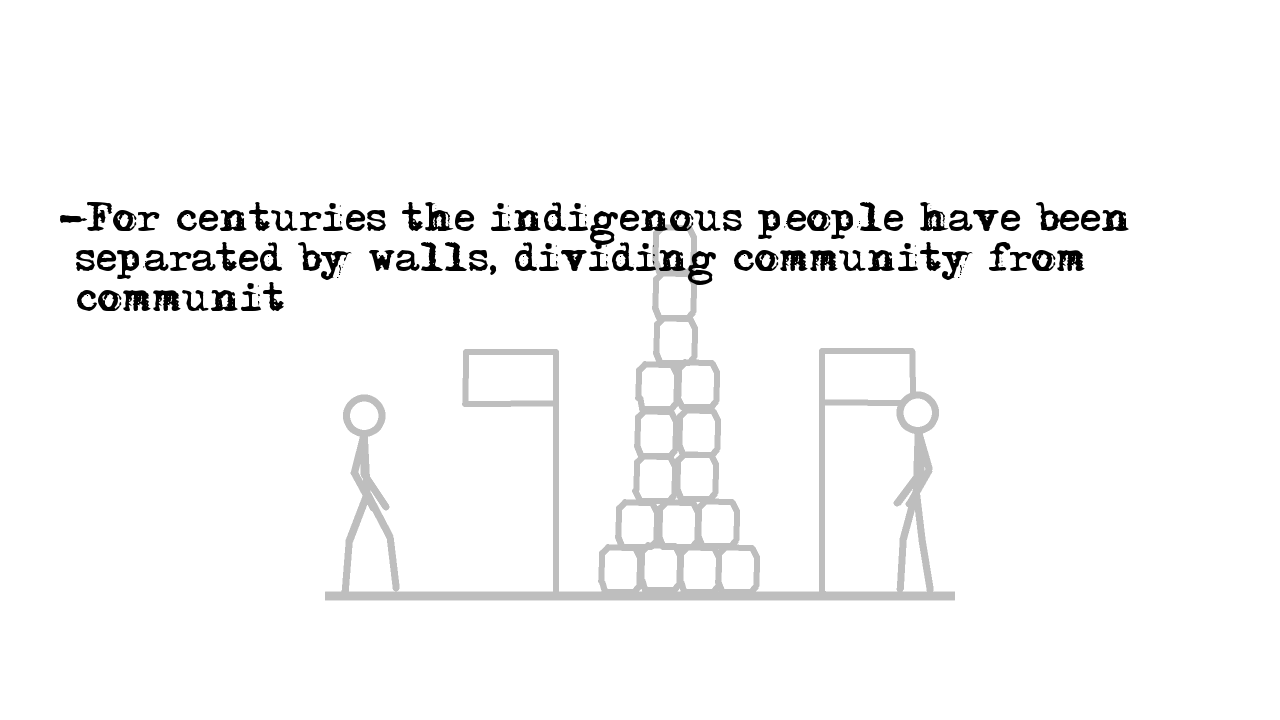 -For centuries the indigenous people have been
separated by walls, dividing community from
communit